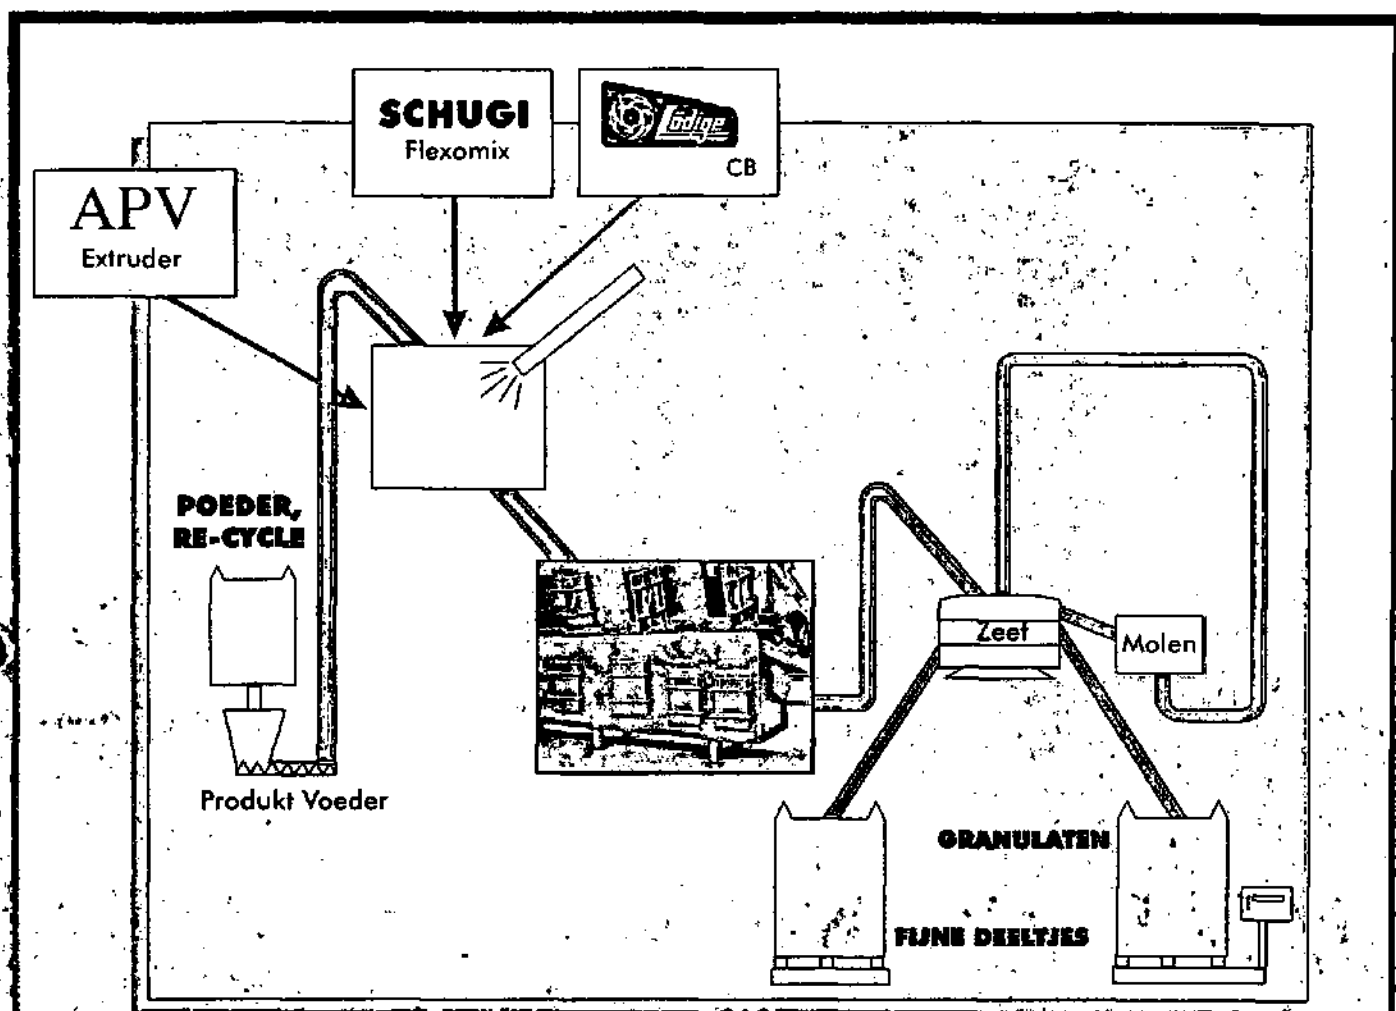 SCHUGI
Flexomix
Lödige
CB
APV
Extruder
POEDER,
RE-CYCLE
Produkt Voeder
Zeef
Molen
GRANULATEN
FIJNE DEELTJES